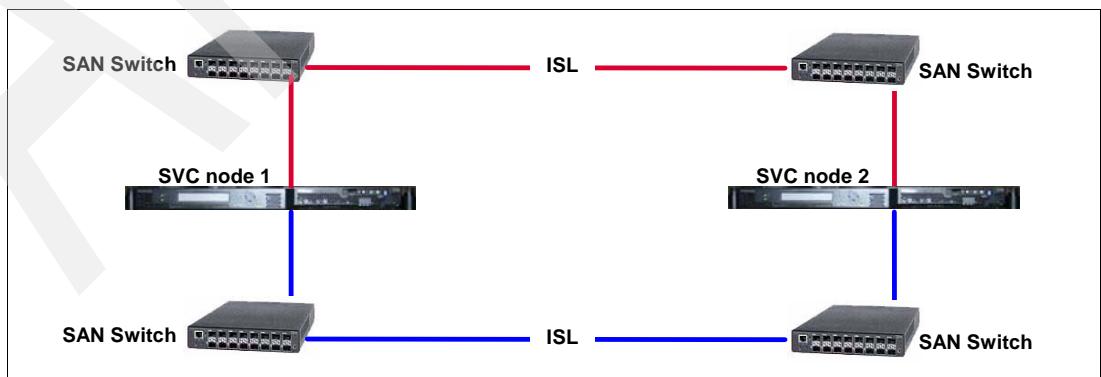 SAN Switch
ISL
SAN Switch
SVC node 1
SVC node 2
SAN Switch
ISL
SAN Switch